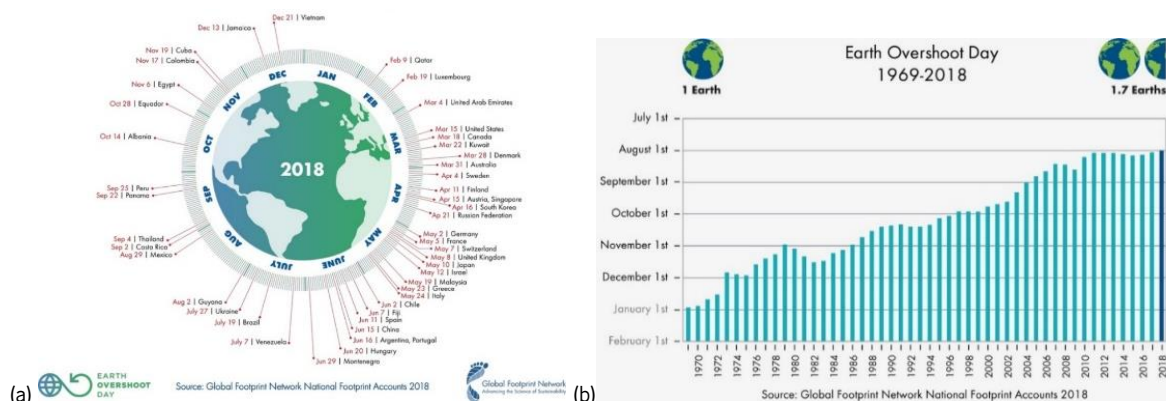 Dec 21 | Vietnam
Dec 13 | Jamaica
Nov 19 | Cuba
Nov 17 | Colombia
Nov 6 | Egypt
Oct 28 | Equador
Oct 14 | Albania
Sep 25 | Peru
Sep 22 | Panama
Sep 4 | Thailand
Sep 2 | Costa Rica
Aug 29 | Mexico
Aug 2 | Guyana
July 27 | Ukraine
July 19 | Brazil
July 7 | Venezuela
Feb 9 | Qatar
Feb 19 | Luxembourg
Mar 4 | United Arab Emirates
Mar 15 | United States
Mar 18 | Canada
Mar 22 | Kuwait
Mar 28 | Denmark
Mar 31 | Australia
Apr 4 | Sweden
Apr 11 | Finland
Apr 15 | Austria, Singapore
Apr 16 | South Korea
Ap 21 | Russian Federation
May 2 | Germany
May 5 | France
May 7 | Switzerland
May 8 | United Kingdom
May 10 | Japan
May 12 | Israel
May 19 | Malaysia
May 23 | Greece
May 24 | Italy
Jun 2 | Chile
Jun 7 | Fiji
Jun 11 | Spain
Jun 15 | China
Jun 16 | Argentina, Portugal
Jun 20 | Hungary
Jun 29 | Montenegro
JAN
FEB
MAR
APR
MAY
JUNE
JULY
AUG
SEP
OCT
NOV
DEC
2018
(a)
EARTH
OVERSHOOT
DAY
Source: Global Footprint Network National Footprint Accounts 2018
Global Footprint Network
Advancing the Science of Sustainability
(b)
Earth Overshoot Day
1969-2018
1 Earth
1.7 Earths
July 1st
August 1st
September 1st
October 1st
November 1st
December 1st
January 1st
February 1st
1970
1972
1974
1976
1978
1980
1982
1984
1986
1988
1990
1992
1994
1996
1998
2000
2002
2004
2006
2008
2010
2012
2014
2016
2018
Source: Global Footprint Network National Footprint Accounts 2018